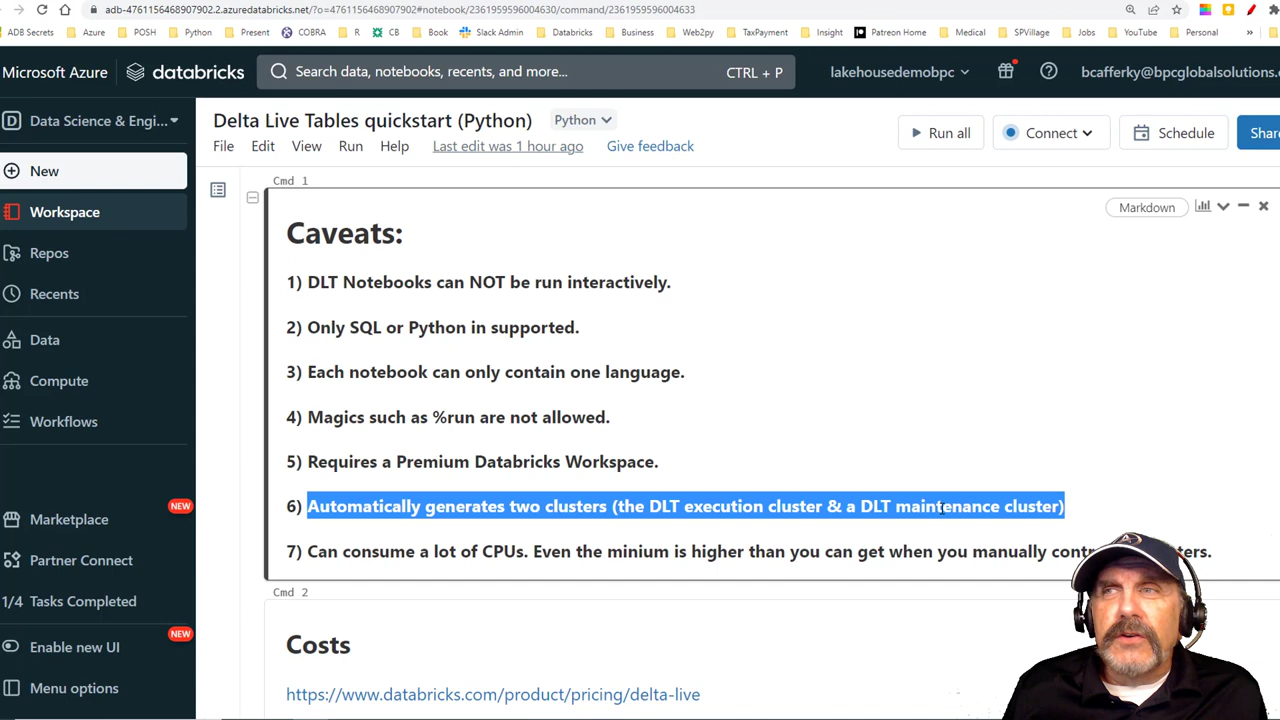 adb-4761156468907902.2.azuredatabricks.net/?o=4761156468907902#notebook/2361959596004630/command/2361959596004633
ADB Secrets Azure POSH Python Present COBRA R CB Book Slack Admin Databricks Business Web2py TaxPayment Insight Patreon Home Medical SPVillage Jobs YouTube Personal »
Microsoft Azure databricks Search data, notebooks, recents, and more... CTRL + P lakehousedemobpc bcafferky@bpcglobalsolutions.
Data Science & Engi...
New
Workspace
Repos
Recents
Data
Compute
Workflows
Marketplace NEW
Partner Connect
1/4 Tasks Completed
Enable new UI NEW
Menu options
Delta Live Tables quickstart (Python) Python
Run all Connect Schedule Share
File Edit View Run Help Last edit was 1 hour ago Give feedback
Cmd 1
Markdown
Caveats:
1) DLT Notebooks can NOT be run interactively.
2) Only SQL or Python in supported.
3) Each notebook can only contain one language.
4) Magics such as %run are not allowed.
5) Requires a Premium Databricks Workspace.
6) Automatically generates two clusters (the DLT execution cluster & a DLT maintenance cluster)
7) Can consume a lot of CPUs. Even the minium is higher than you can get when you manually
Cmd 2
Costs
https://www.databricks.com/product/pricing/delta-live